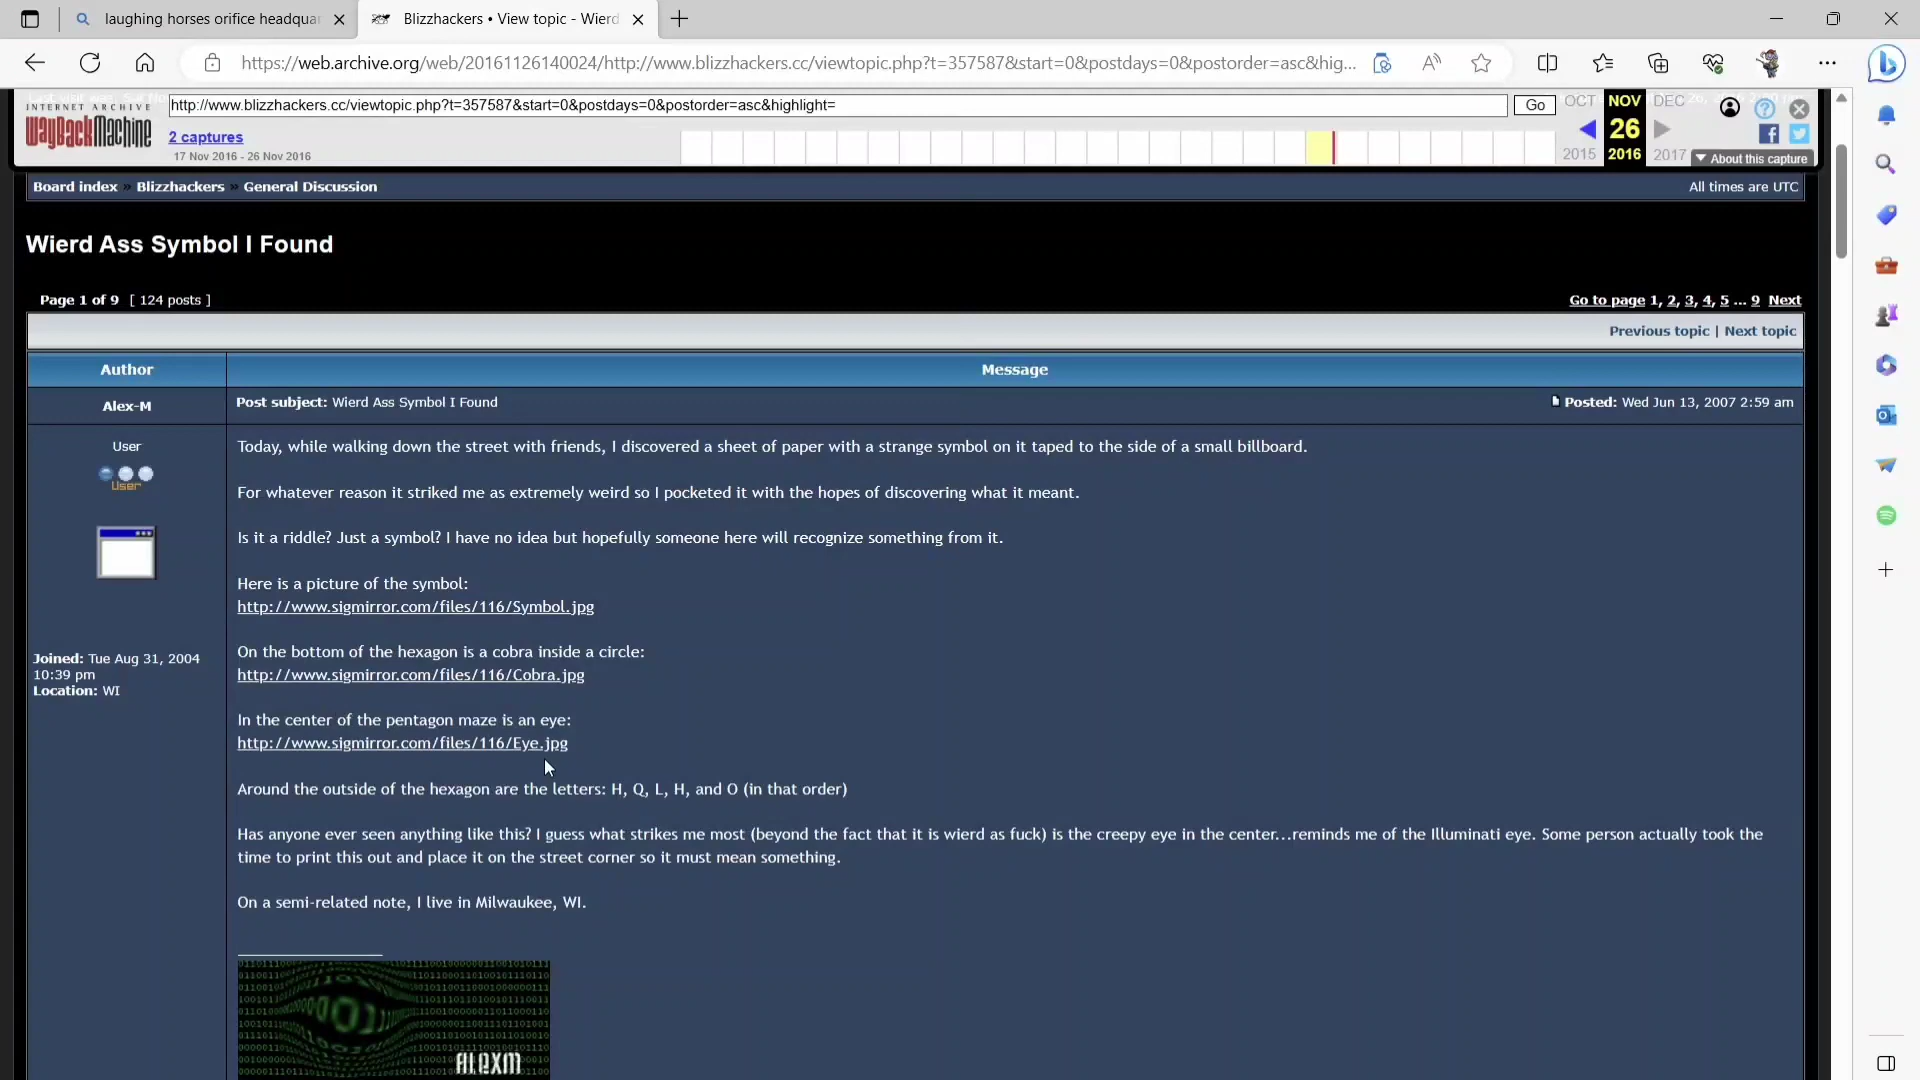 laughing horses orifice headqua
Blizzhackers • View topic - Wierd
https://web.archive.org/web/20161126140024/http://www.blizzhackers.cc/viewtopic.php?t=357587&start=0&postdays=0&postorder=asc&hig...
INTERNET ARCHIVE
WayBackMachine
http://www.blizzhackers.cc/viewtopic.php?t=357587&start=0&postdays=0&postorder=asc&highlight=
Go
OCT NOV DEC
2 captures
26
17 Nov 2016 - 26 Nov 2016
2015 2016 2017
▼ About this capture
Board index » Blizzhackers » General Discussion
All times are UTC
Wierd Ass Symbol I Found
Page 1 of 9 [ 124 posts ]
Go to page 1, 2, 3, 4, 5 ... 9 Next
Previous topic | Next topic
Author
Message
Alex-M
Post subject: Wierd Ass Symbol I Found
Posted: Wed Jun 13, 2007 2:59 am
User
User
Joined: Tue Aug 31, 2004
10:39 pm
Location: WI
Today, while walking down the street with friends, I discovered a sheet of paper with a strange symbol on it taped to the side of a small billboard.
For whatever reason it striked me as extremely weird so I pocketed it with the hopes of discovering what it meant.
Is it a riddle? Just a symbol? I have no idea but hopefully someone here will recognize something from it.
Here is a picture of the symbol:
http://www.sigmirror.com/files/116/Symbol.jpg
On the bottom of the hexagon is a cobra inside a circle:
http://www.sigmirror.com/files/116/Cobra.jpg
In the center of the pentagon maze is an eye:
http://www.sigmirror.com/files/116/Eye.jpg
Around the outside of the hexagon are the letters: H, Q, L, H, and O (in that order)
Has anyone ever seen anything like this? I guess what strikes me most (beyond the fact that it is wierd as fuck) is the creepy eye in the center...reminds me of the Illuminati eye. Some person actually took the
time to print this out and place it on the street corner so it must mean something.
On a semi-related note, I live in Milwaukee, WI.
ALEXM